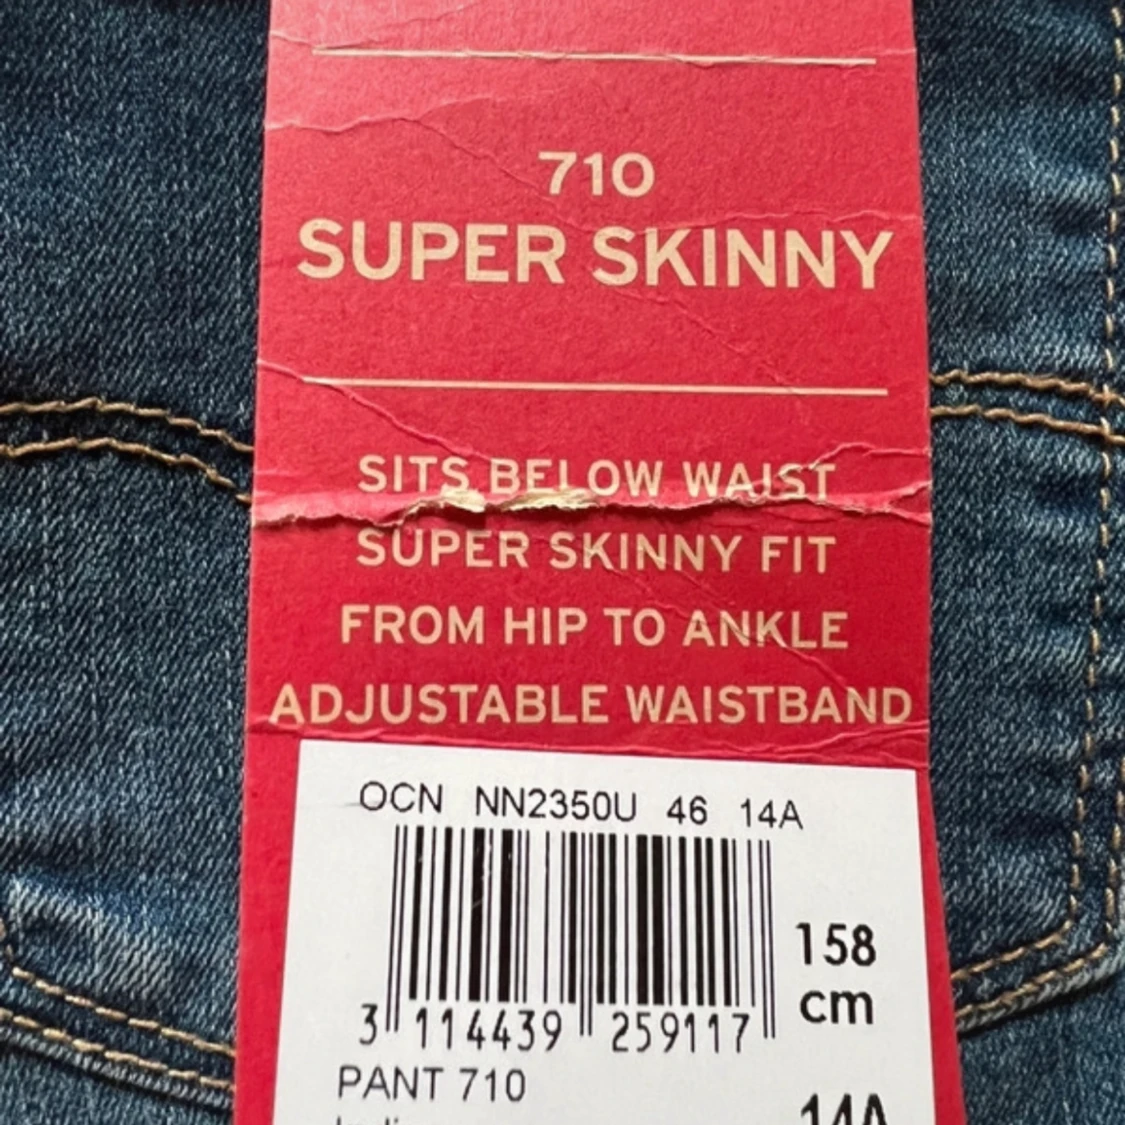 710
SUPER SKINNY
SITS BELOW WAIST
SUPER SKINNY FIT
FROM HIP TO ANKLE
ADJUSTABLE WAISTBAND
OCN NN2350U 46 14A
158
cm
3 114439 259117
PANT 710
14A